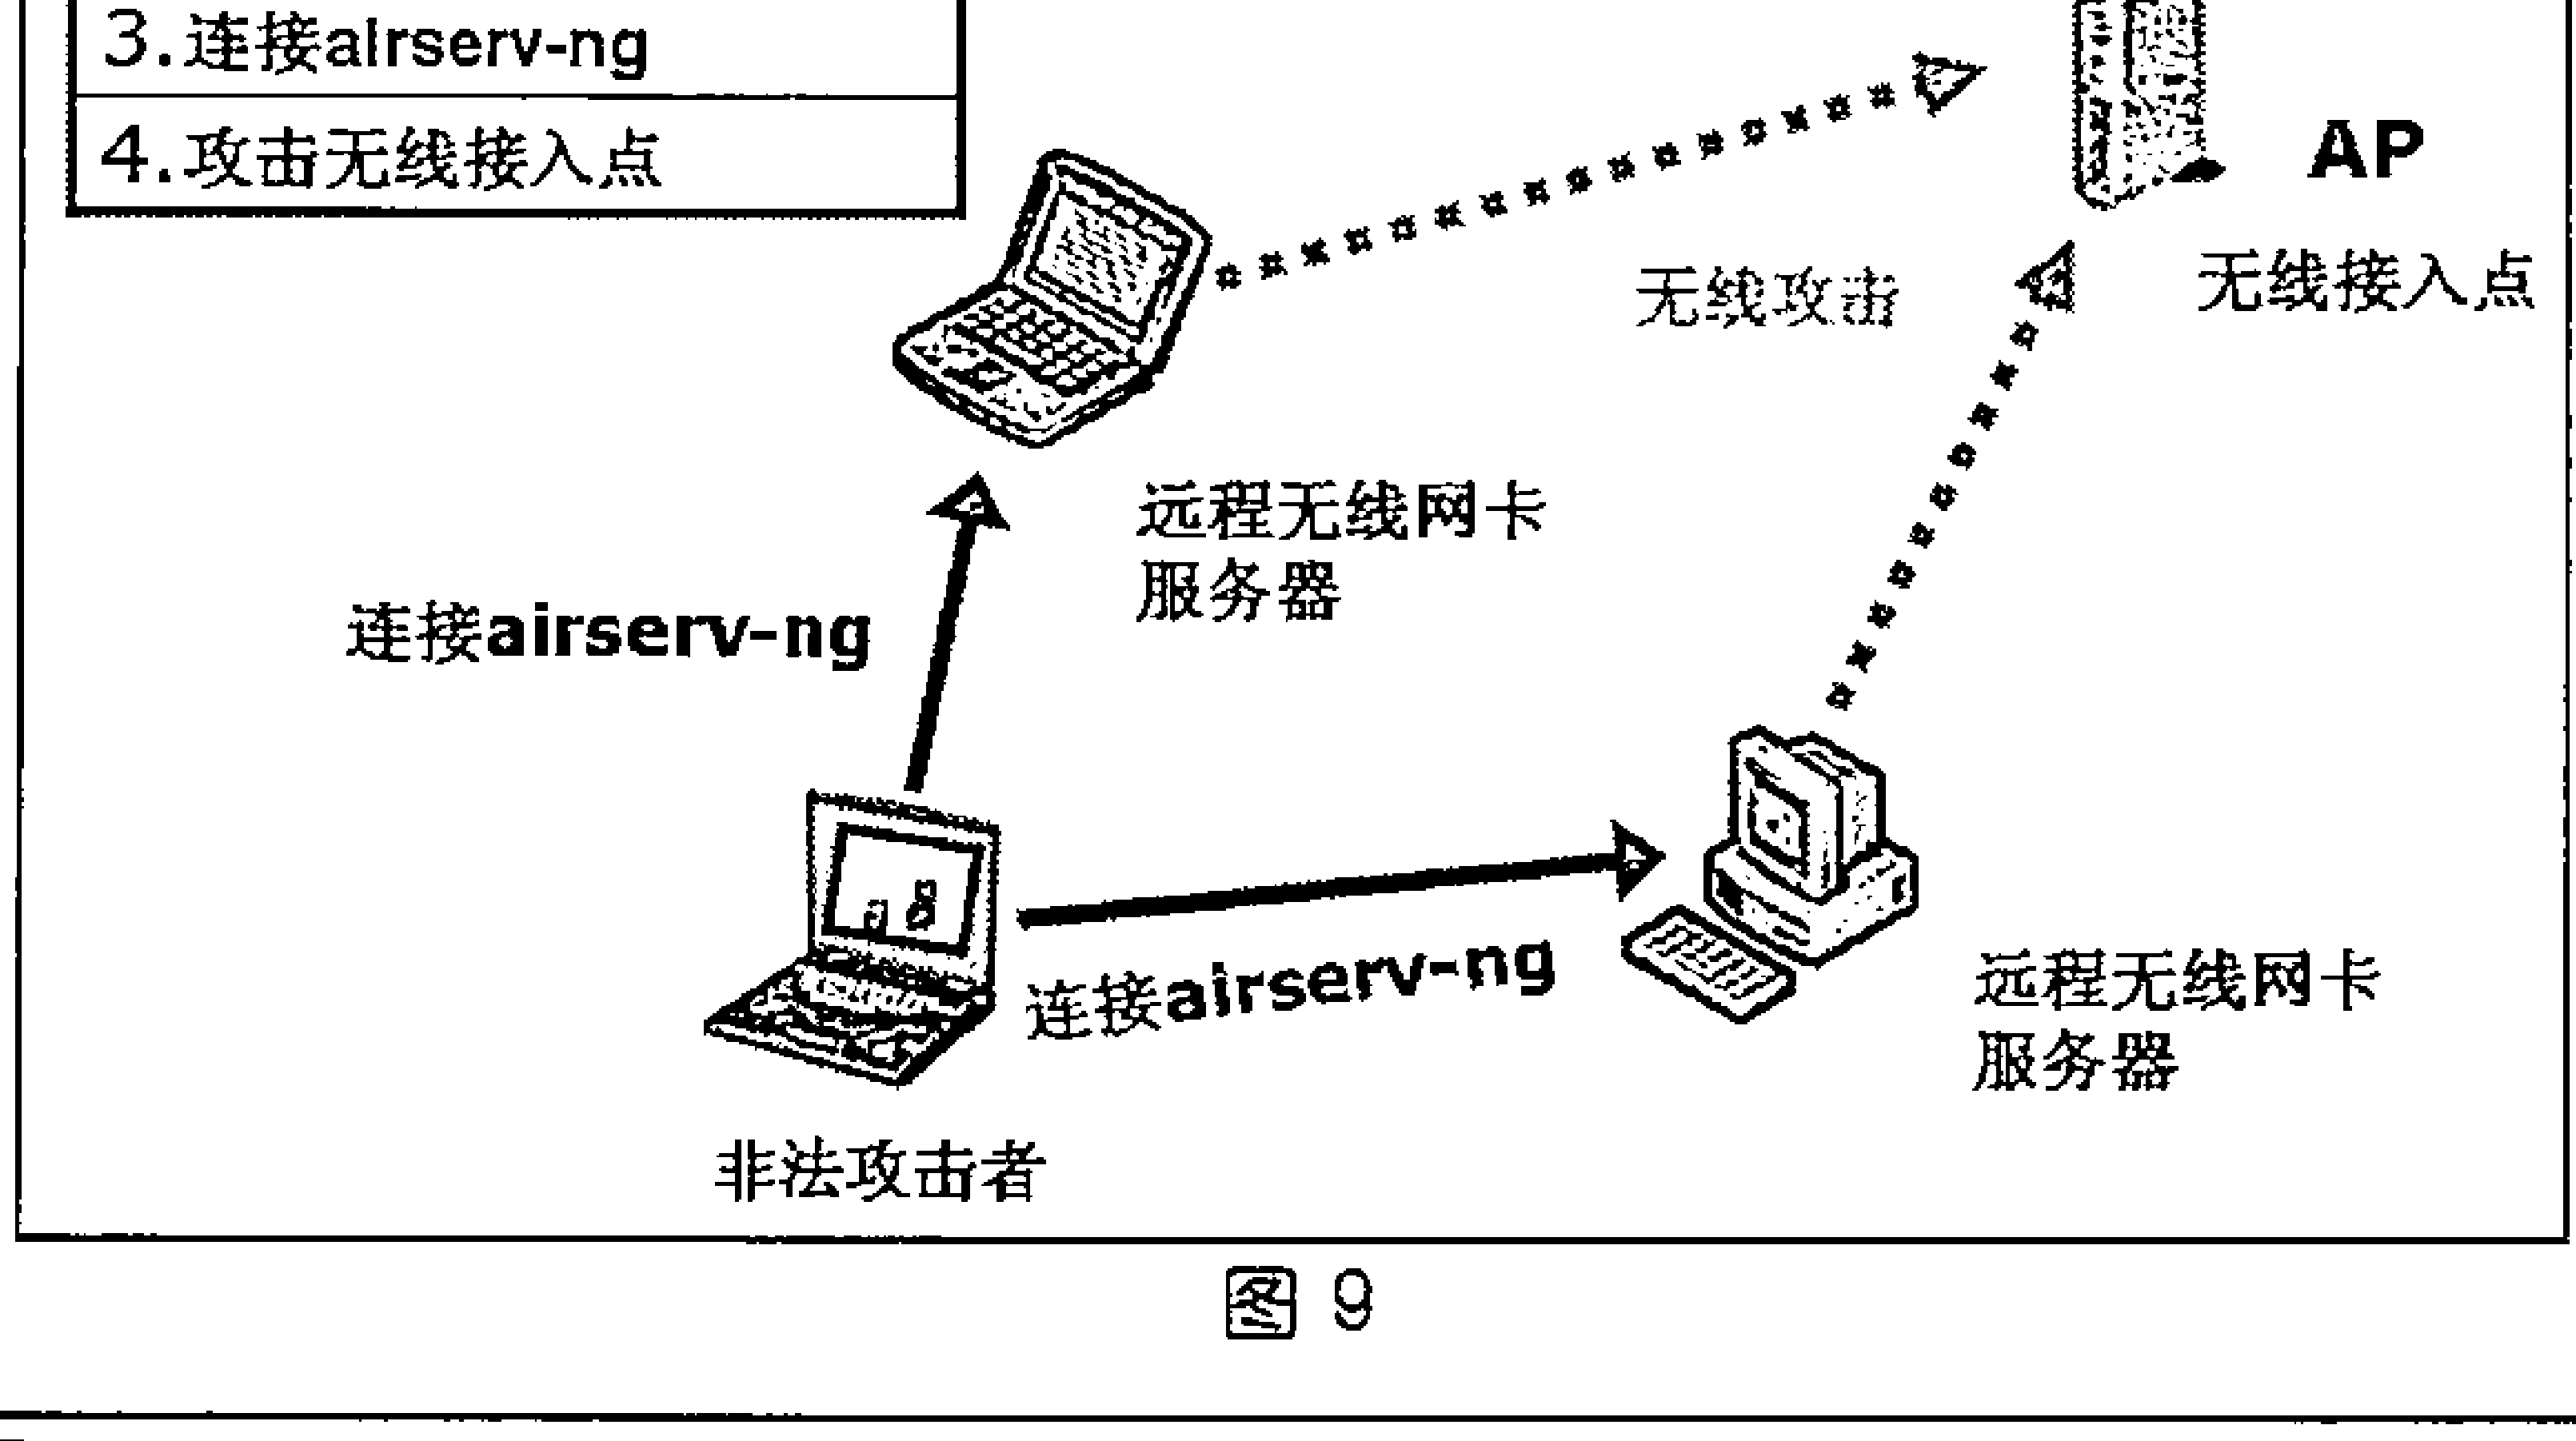 3.连接airserv-ng
4.攻击无线接入点
AP
无线接入点
无线攻击
远程无线网卡
服务器
连接airserv-ng
连接airserv-ng
远程无线网卡
服务器
非法攻击者
图 9